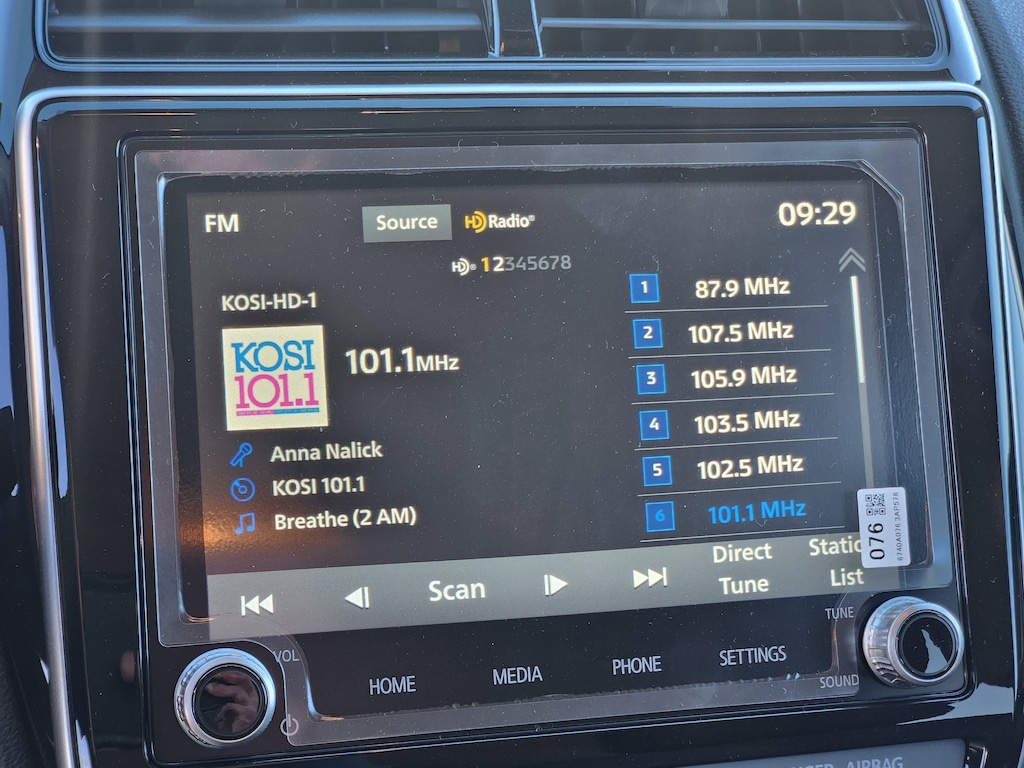 FM
Source
HD Radio®
09:29
HD® 12345678
KOSI-HD-1
KOSI
101.1
101.1 MHz
Anna Nalick
KOSI 101.1
Breathe (2 AM)
1 87.9 MHz
2 107.5 MHz
3 105.9 MHz
4 103.5 MHz
5 102.5 MHz
6 101.1 MHz
076
Scan
Direct
Tune
List
VOL
HOME
MEDIA
PHONE
SETTINGS
TUNE
SOUND
AIRBAG